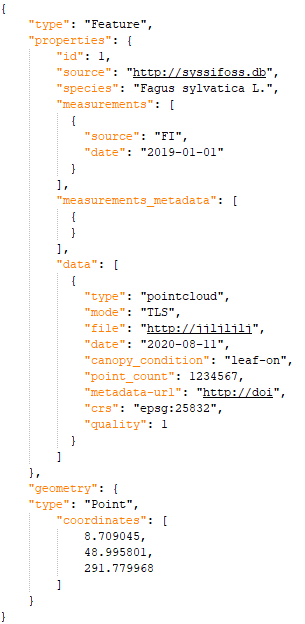 {
    "type": "Feature",
    "properties": {
        "id": 1,
        "source": "http://syssifoss.db",
        "species": "Fagus sylvatica L.",
        "measurements": [
          {
            "source": "FI",
            "date": "2019-01-01"
          }
        ],
        "measurements_metadata": [
          {
          }
        ],
        "data": [
          {
            "type": "pointcloud",
            "mode": "TLS",
            "file": "http://jjljljlj",
            "date": "2020-08-11",
            "canopy_condition": "leaf-on",
            "point_count": 1234567,
            "metadata-url": "http://doi",
            "crs": "epsg:25832",
            "quality": 1
          }
        ]
    },
    "geometry": {
    "type": "Point",
        "coordinates": [
            8.709045,
            48.995801,
            291.779968
        ]
    }
}